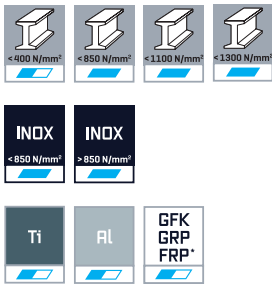 <400 N/mm² <850 N/mm² <1100 N/mm² <1300 N/mm²
INOX INOX
<850 N/mm² >850 N/mm²
Ti Al GFK
GRP
FRP*